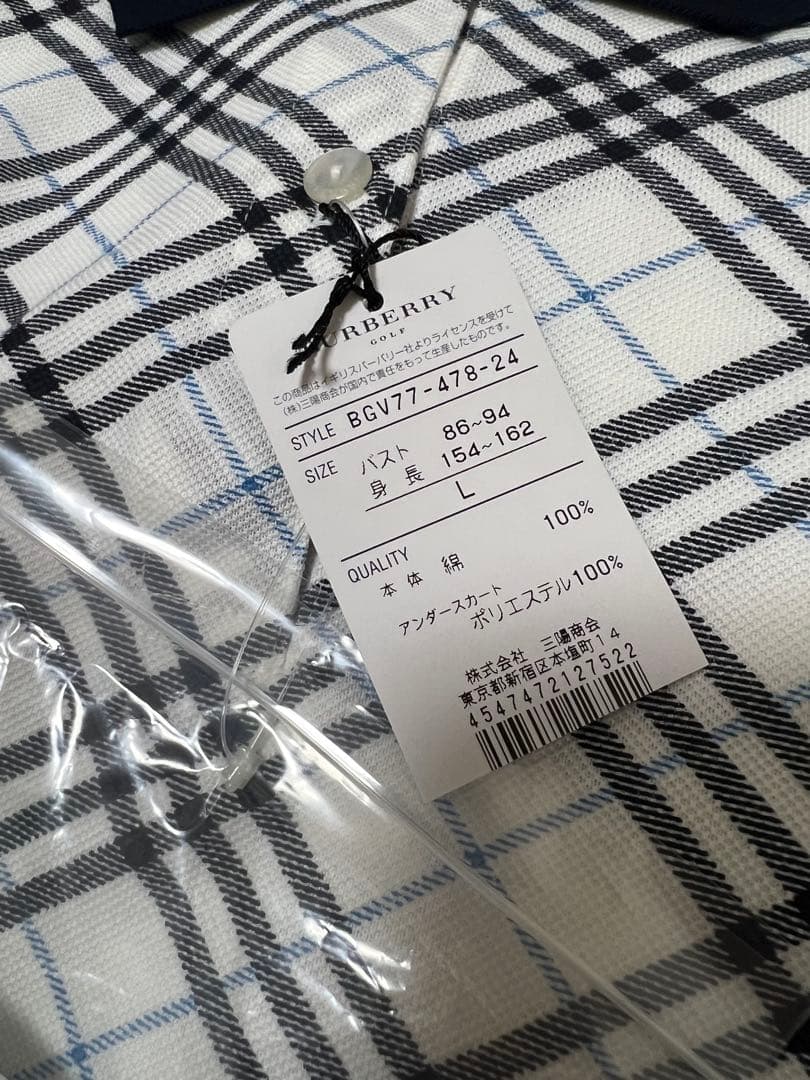 BURBERRY
GOLF
この商品はイギリスバーバリー社よりライセンスを受けて
(株)三陽商会が国内で責任をもって生産したものです。
STYLE BGV77-478-24
SIZE バスト 86~94
身長 154~162
L
QUALITY 100%
本体 綿
アンダースカート
ポリエステル100%
株式会社 三陽商会
東京都新宿区本塩町14
4547472127522